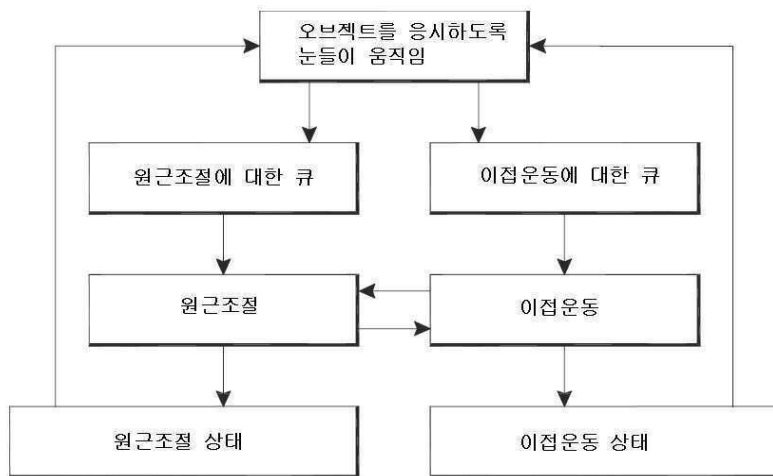 오브젝트를 응시하도록
눈들이 움직임
원근조절에 대한 큐
이접운동에 대한 큐
원근조절
이접운동
원근조절 상태
이접운동 상태